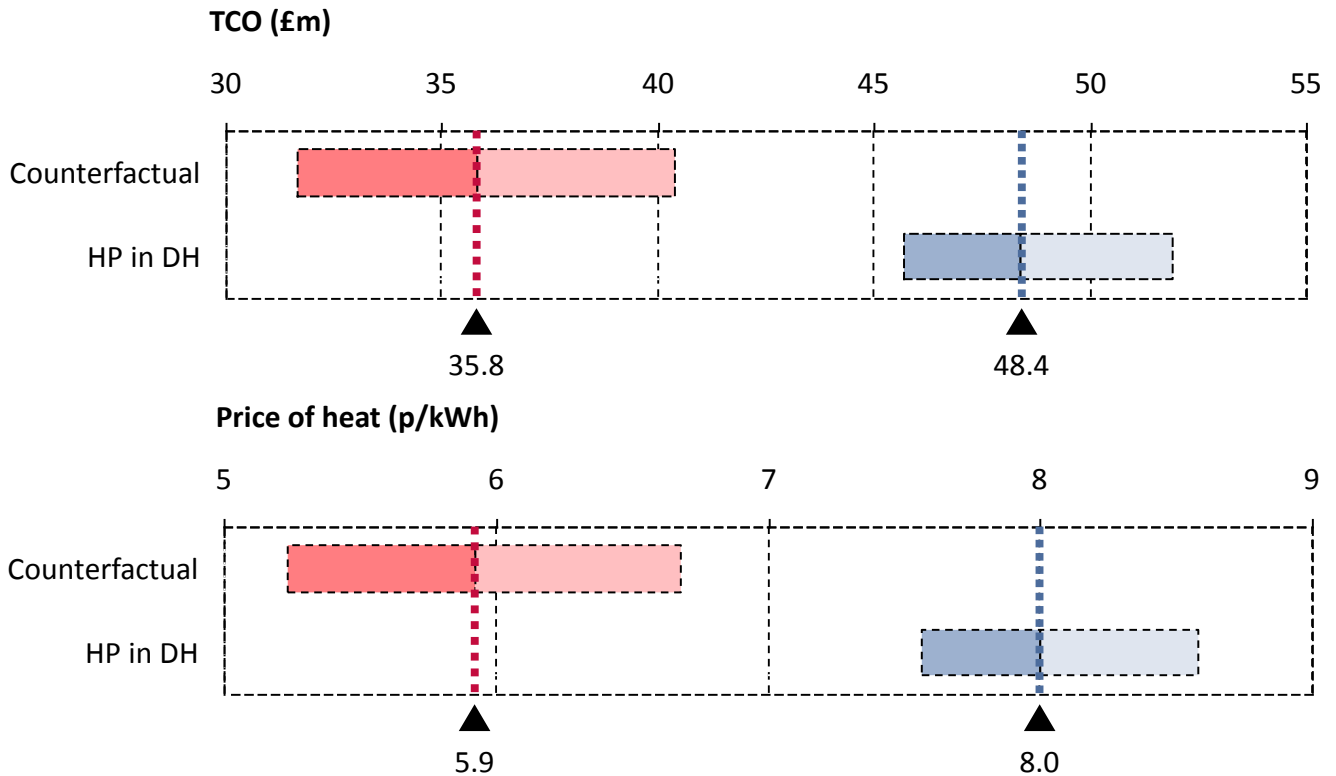 TCO (£m)
30 35 40 45 50 55
Counterfactual
HP in DH
35.8 48.4
Price of heat (p/kWh)
5 6 7 8 9
Counterfactual
HP in DH
5.9 8.0